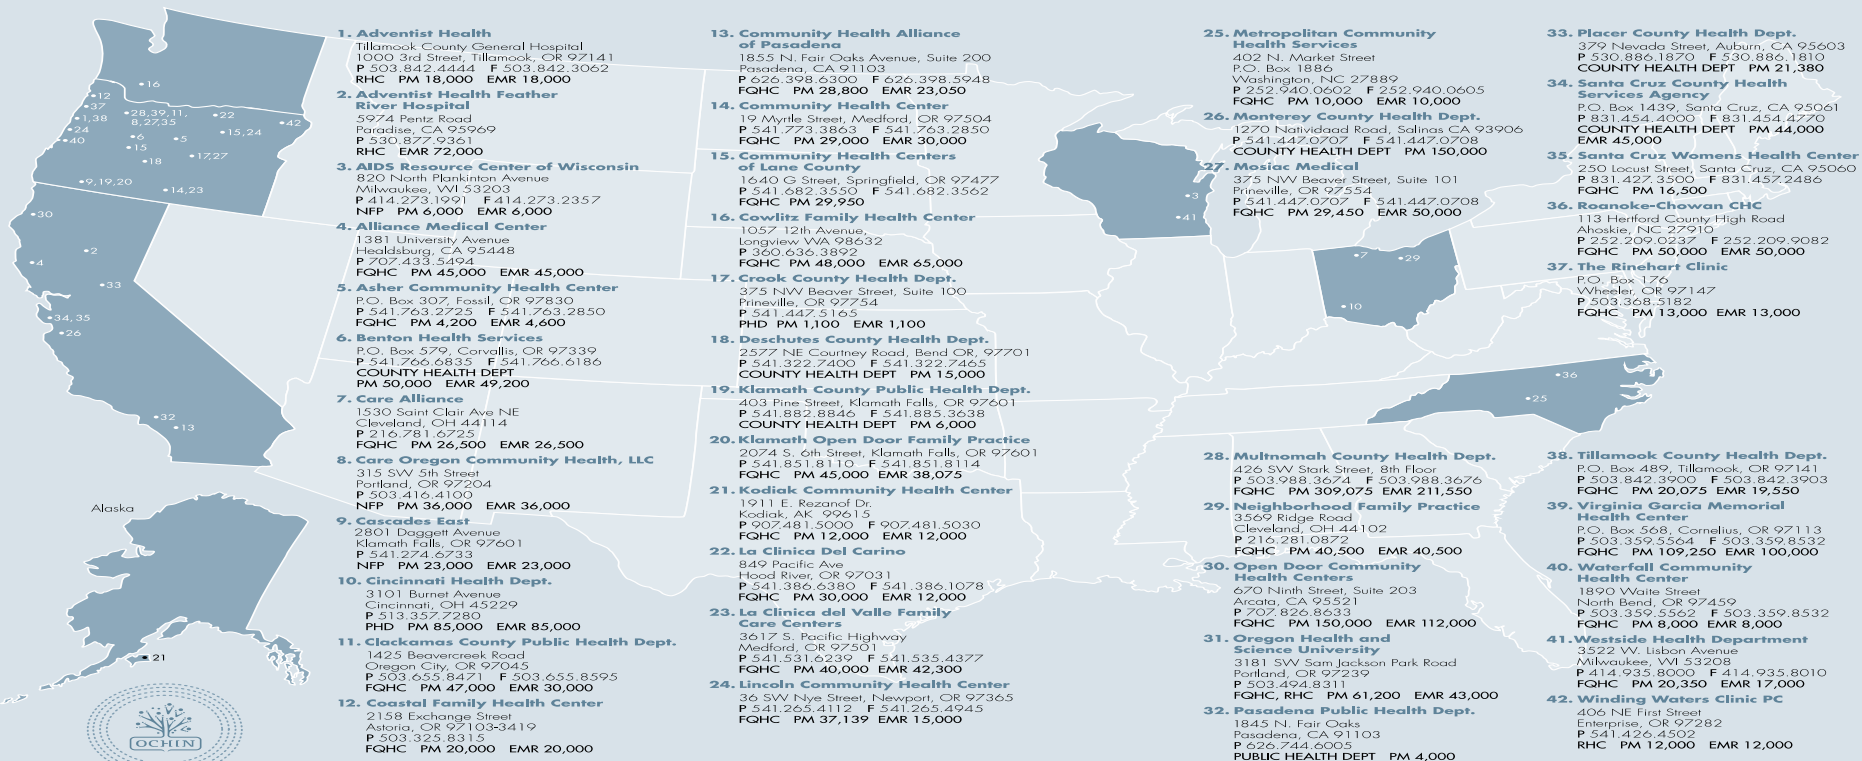 1. Adventist Health
Tillamook County General Hospital
1000 3rd Street, Tillamook, OR 97141
P 503.842.4444 F 503.842.3062
RHC PM 18,000 EMR 18,000
2. Adventist Health Feather
River Hospital
5974 Pentz Road
Paradise, CA 95969
P 530.877.9361
RHC EMR 72,000
3. AIDS Resource Center of Wisconsin
820 North Plankinton Avenue
Milwaukee, WI 53203
P 414.273.1991 F 414.273.2357
NFP PM 6,000 EMR 6,000
4. Alliance Medical Center
1381 University Avenue
Healdsburg, CA 95448
P 707.433.5494
FQHC PM 45,000 EMR 45,000
5. Asher Community Health Center
P.O. Box 307, Fossil, OR 97830
P 541.763.2725 F 541.763.2850
FQHC PM 4,200 EMR 4,600
6. Benton Health Services
P.O. Box 579, Corvallis, OR 97339
P 541.766.6835 F 541.766.6186
COUNTY HEALTH DEPT
PM 50,000 EMR 49,200
7. Care Alliance
1530 Saint Clair Ave NE
Cleveland, OH 44114
P 216.781.6725
FQHC PM 26,500 EMR 26,500
8. Care Oregon Community Health, LLC
315 SW 5th Street
Portland, OR 97204
P 503.416.4100
NFP PM 36,000 EMR 36,000
9. Cascades East
2801 Daggett Avenue
Klamath Falls, OR 97601
P 541.274.6733
NFP PM 23,000 EMR 23,000
10. Cincinnati Health Dept.
3101 Burnet Avenue
Cincinnati, OH 45229
P 513.357.7280
PHD PM 85,000 EMR 85,000
11. Clackamas County Public Health Dept.
1425 Beavercreek Road
Oregon City, OR 97045
P 503.655.8471 F 503.655.8595
FQHC PM 47,000 EMR 30,000
12. Coastal Family Health Center
2158 Exchange Street
Astoria, OR 97103-3419
P 503.325.8315
FQHC PM 20,000 EMR 20,000
13. Community Health Alliance
of Pasadena
1855 N. Fair Oaks Avenue, Suite 200
Pasadena, CA 91103
P 626.398.6300 F 626.398.5948
FQHC PM 28,800 EMR 23,050
14. Community Health Center
19 Myrtle Street, Medford, OR 97504
P 541.773.3863 F 541.763.2850
FQHC PM 29,000 EMR 30,000
15. Community Health Centers
of Lane County
1640 G Street, Springfield, OR 97477
P 541.682.3550 F 541.682.3562
FQHC PM 29,950
16. Cowlitz Family Health Center
1057 12th Avenue,
Longview WA 98632
P 360.636.3892
FQHC PM 48,000 EMR 65,000
17. Crook County Health Dept.
375 NW Beaver Street, Suite 100
Prineville, OR 97754
P 541.447.5165
PHD PM 1,100 EMR 1,100
18. Deschutes County Health Dept.
2577 NE Courtney Road, Bend OR, 97701
P 541.322.7400 F 541.322.7465
COUNTY HEALTH DEPT PM 15,000
19. Klamath County Public Health Dept.
403 Pine Street, Klamath Falls, OR 97601
P 541.882.8846 F 541.885.3638
COUNTY HEALTH DEPT PM 6,000
20. Klamath Open Door Family Practice
2074 S. 6th Street, Klamath Falls, OR 97601
P 541.851.8110 F 541.851.8114
FQHC PM 45,000 EMR 38,075
21. Kodiak Community Health Center
1911 E. Rezanof Dr.
Kodiak, AK 99615
P 907.481.5000 F 907.481.5030
FQHC PM 12,000 EMR 12,000
22. La Clinica Del Carino
849 Pacific Ave
Hood River, OR 97031
P 541.386.6380 F 541.386.1078
FQHC PM 30,000 EMR 12,000
23. La Clinica del Valle Family
Care Centers
3617 S. Pacific Highway
Medford, OR 97501
P 541.531.6239 F 541.535.4377
FQHC PM 40,000 EMR 42,300
24. Lincoln Community Health Center
36 SW Nye Street, Newport, OR 97365
P 541.265.4112 F 541.265.4945
FQHC PM 37,139 EMR 15,000
25. Metropolitan Community
Health Services
402 N. Market Street
P.O. Box 1886
Washington, NC 27889
P 252.940.0602 F 252.940.0605
FQHC PM 10,000 EMR 10,000
26. Monterey County Health Dept.
1270 Natividaad Road, Salinas CA 93906
P 541.447.0707 F 541.447.0708
COUNTY HEALTH DEPT PM 150,000
27. Mosiac Medical
375 NW Beaver Street, Suite 101
Prineville, OR 97554
P 541.447.0707 F 541.447.0708
FQHC PM 29,450 EMR 50,000
28. Multnomah County Health Dept.
426 SW Stark Street, 8th Floor
P 503.988.3674 F 503.988.3676
FQHC PM 309,075 EMR 211,550
29. Neighborhood Family Practice
3569 Ridge Road
Cleveland, OH 44102
P 216.281.0872
FQHC PM 40,500 EMR 40,500
30. Open Door Community
Health Centers
670 Ninth Street, Suite 203
Arcata, CA 95521
P 707.826.8633
FQHC PM 150,000 EMR 112,000
31. Oregon Health and
Science University
3181 SW Sam Jackson Park Road
Portland, OR 97239
P 503.494.8311
FQHC, RHC PM 61,200 EMR 43,000
32. Pasadena Public Health Dept.
1845 N. Fair Oaks
Pasadena, CA 91103
P 626.744.6005
PUBLIC HEALTH DEPT PM 4,000
33. Placer County Health Dept.
379 Nevada Street, Auburn, CA 95603
P 530.886.1870 F 530.886.1810
COUNTY HEALTH DEPT PM 21,380
34. Santa Cruz County Health
Services Agency
P.O. Box 1439, Santa Cruz, CA 95061
P 831.454.4000 F 831.454.4770
COUNTY HEALTH DEPT PM 44,000
EMR 45,000
35. Santa Cruz Womens Health Center
250 Locust Street, Santa Cruz, CA 95060
P 831.427.3500 F 831.457.2486
FQHC PM 16,500
36. Roanoke-Chowan CHC
113 Hertford County High Road
Ahoskie, NC 27910
P 252.209.0237 F 252.209.9082
FQHC PM 50,000 EMR 50,000
37. The Rinehart Clinic
P.O. Box 176
Wheeler, OR 97147
P 503.368.5182
FQHC PM 13,000 EMR 13,000
38. Tillamook County Health Dept.
P.O. Box 489, Tillamook, OR 97141
P 503.842.3900 F 503.842.3903
FQHC PM 20,075 EMR 19,550
39. Virginia Garcia Memorial
Health Center
P.O. Box 568, Cornelius, OR 97113
P 503.359.5564 F 503.359.8532
FQHC PM 109,250 EMR 100,000
40. Waterfall Community
Health Center
1890 Waite Street
North Bend, OR 97459
P 503.359.5562 F 503.359.8532
FQHC PM 8,000 EMR 8,000
41. Westside Health Department
3522 W. Lisbon Avenue
Milwaukee, WI 53208
P 414.935.8000 F 414.935.8010
FQHC PM 20,350 EMR 17,000
42. Winding Waters Clinic PC
406 NE First Street
Enterprise, OR 97282
P 541.426.4502
RHC PM 12,000 EMR 12,000
16
12
37
1,38
24
40
28,39,11,
8,27,35
6
15
18
5
22
15,24
42
17,27
9,19,20
14,23
30
2
4
33
34,35
26
32
13
3
41
7
29
10
36
25
Alaska
21
OCHIN